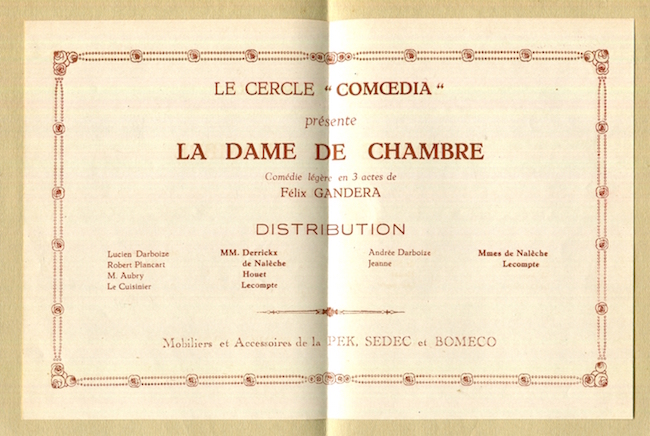 LE CERCLE "COMŒDIA"
présente
LA DAME DE CHAMBRE
Comédie légère en 3 actes de
Félix GANDERA
DISTRIBUTION
Lucien Darboize MM. Derrickx Andrée Darboize Mmes de Nalèche
Robert Plancart de Nalèche Jeanne Lecompte
M. Aubry Houet
Le Cuisinier Lecompte
Mobiliers et Accessoires de la PEK, SEDEC et BOMECO